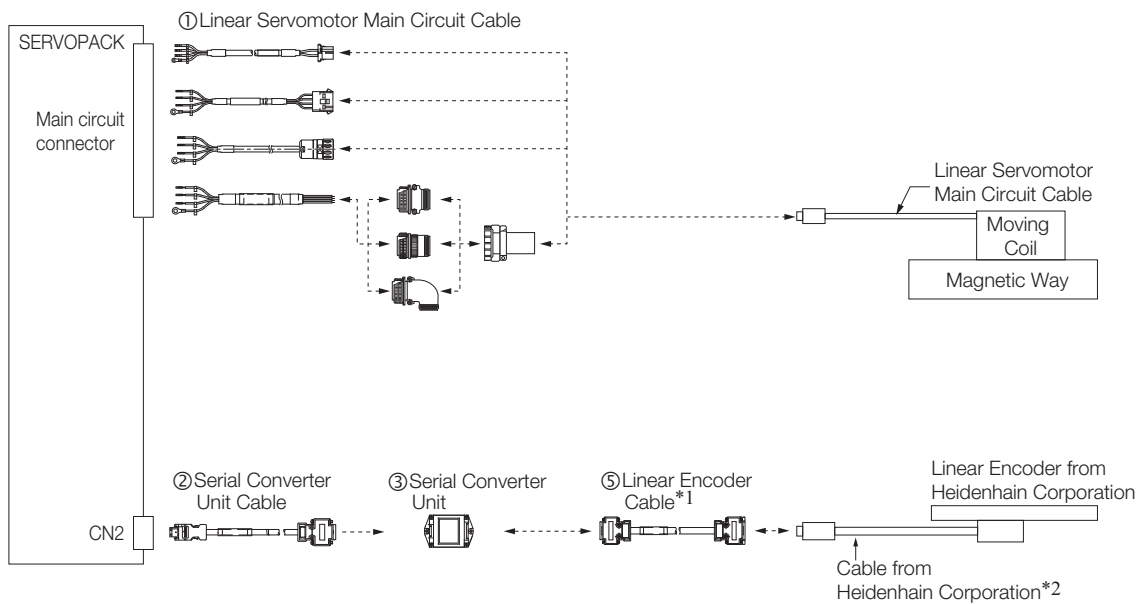 ①Linear Servomotor Main Circuit Cable
SERVOPACK
Main circuit
connector
Linear Servomotor
Main Circuit Cable
Moving
Coil
Magnetic Way
②Serial Converter
Unit Cable
③Serial Converter
Unit
⑤Linear Encoder
Cable*1
Linear Encoder from
Heidenhain Corporation
CN2
Cable from
Heidenhain Corporation*2